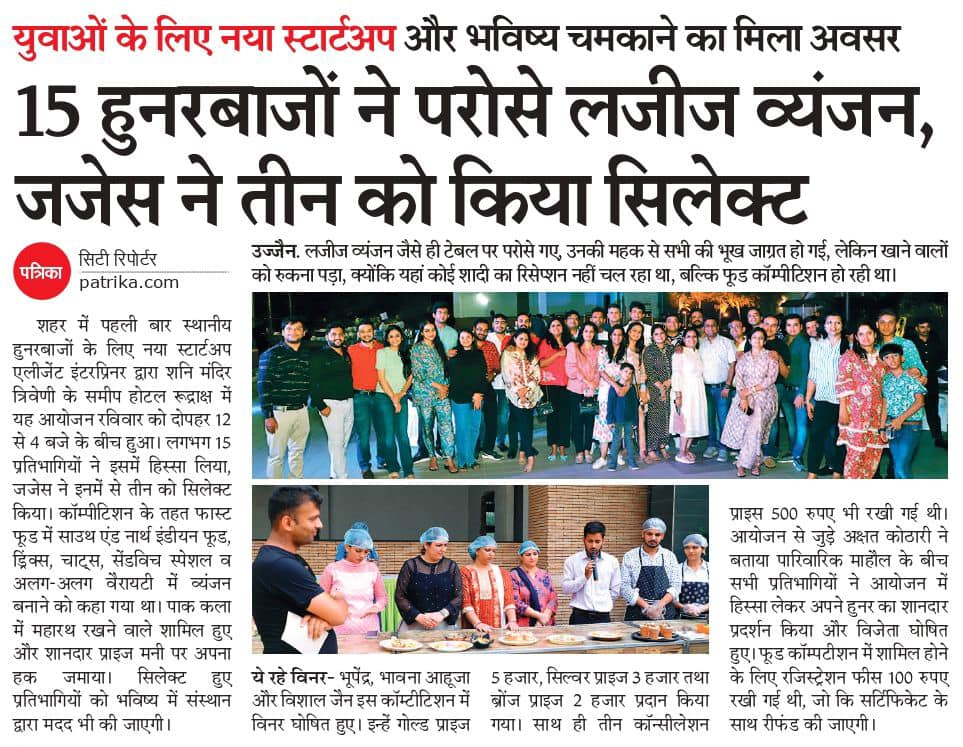 युवाओं के लिए नया स्टार्टअप और भविष्य चमकाने का मिला अवसर
15 हुनरबाजों ने परोसे लजीज व्यंजन,
जजेस ने तीन को किया सिलेक्ट
पत्रिका
सिटी रिपोर्टर
patrika.com
उज्जैन. लजीज व्यंजन जैसे ही टेबल पर परोसे गए, उनकी महक से सभी की भूख जाग्रत हो गई, लेकिन खाने वालों
को रुकना पड़ा, क्योंकि यहां कोई शादी का रिसेप्शन नहीं चल रहा था, बल्कि फूड कॉम्पीटिशन हो रही था।
शहर में पहली बार स्थानीय
हुनरबाजों के लिए नया स्टार्टअप
एलीजेंट इंटरप्रिनर द्वारा शनि मंदिर
त्रिवेणी के समीप होटल रूद्राक्ष में
यह आयोजन रविवार को दोपहर 12
से 4 बजे के बीच हुआ। लगभग 15
प्रतिभागियों ने इसमें हिस्सा लिया,
जजेस ने इनमें से तीन को सिलेक्ट
किया। कॉम्पीटिशन के तहत फास्ट
फूड में साउथ एंड नार्थ इंडीयन फूड,
ड्रिंक्स, चाट्स, सेंडविच स्पेशल व
अलग-अलग वैरायटी में व्यंजन
बनाने को कहा गया था। पाक कला
में महारथ रखने वाले शामिल हुए
और शानदार प्राइज मनी पर अपना
हक जमाया। सिलेक्ट हुए
प्रतिभागियों को भविष्य में संस्थान
द्वारा मदद भी की जाएगी।
ये रहे विनर- भूपेंद्र, भावना आहूजा
और विशाल जैन इस कॉम्टीटिशन में
विनर घोषित हुए। इन्हें गोल्ड प्राइज
5 हजार, सिल्वर प्राइज 3 हजार तथा
ब्रोंज प्राइज 2 हजार प्रदान किया
गया। साथ ही तीन कॉन्सीलेशन
प्राइस 500 रुपए भी रखी गई थी।
आयोजन से जुड़े अक्षत कोठारी ने
बताया पारिवारिक माहौल के बीच
सभी प्रतिभागियों ने आयोजन में
हिस्सा लेकर अपने हुनर का शानदार
प्रदर्शन किया और विजेता घोषित
हुए। फूड कॉम्पटीशन में शामिल होने
के लिए रजिस्ट्रेशन फीस 100 रुपए
रखी गई थी, जो कि सर्टिफिकेट के
साथ रीफंड की जाएगी।